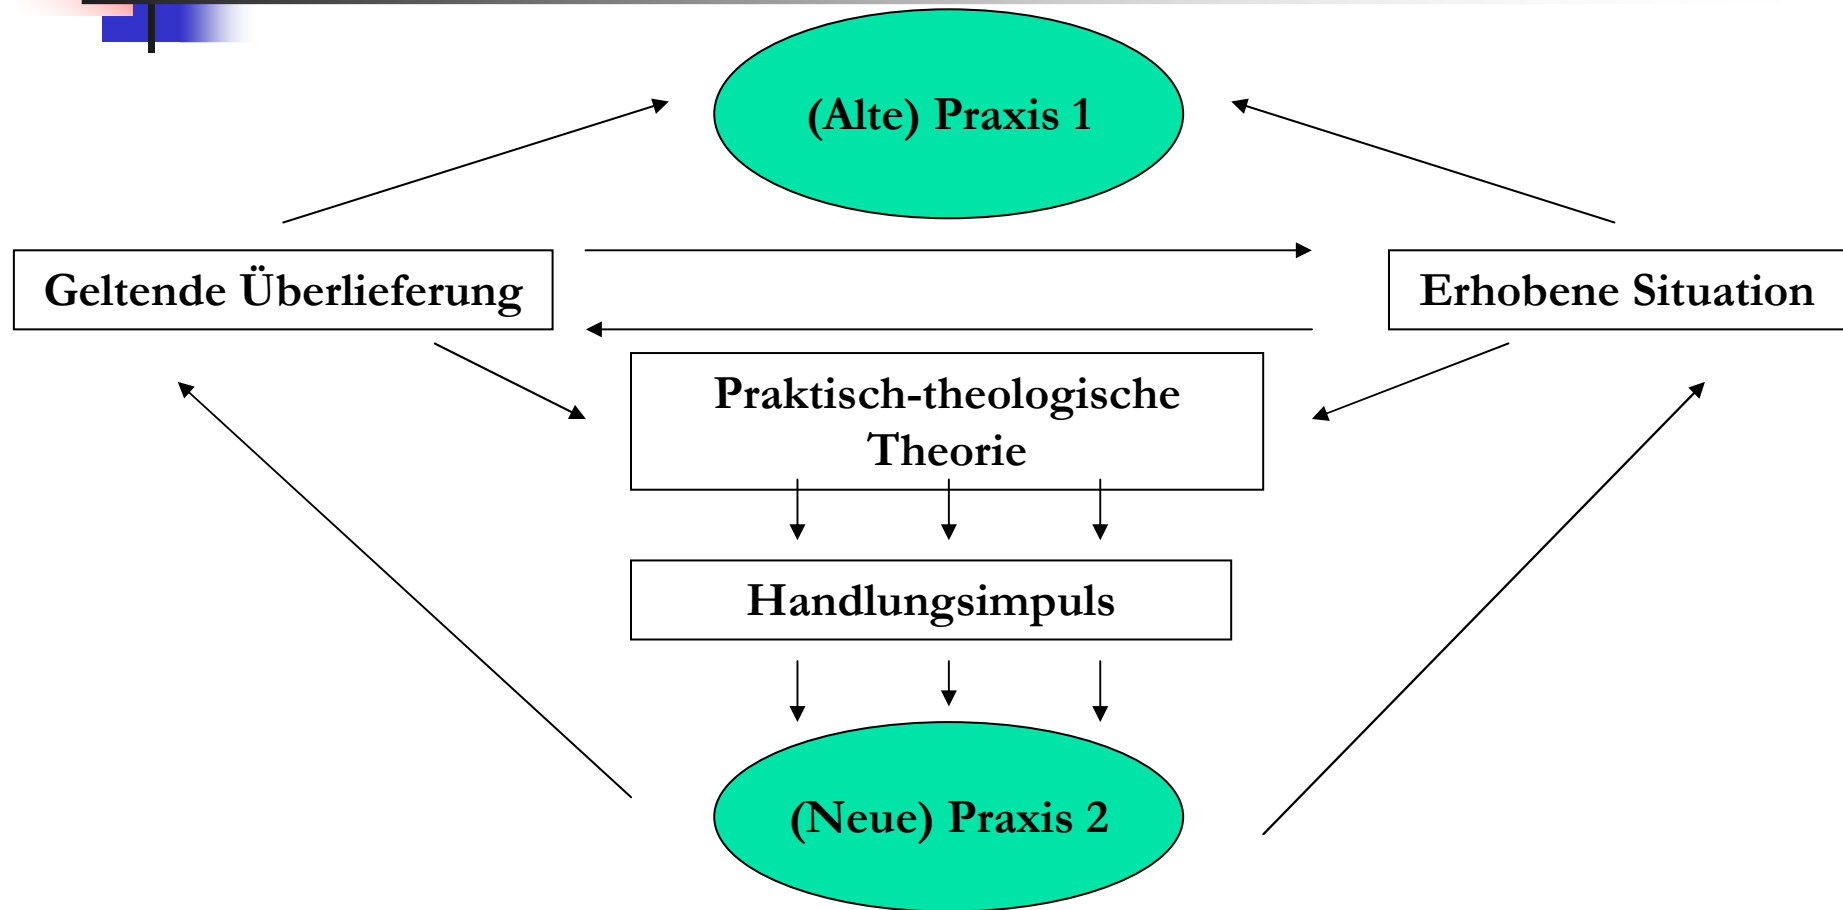 (Alte) Praxis 1
Geltende Überlieferung
Erhobene Situation
Praktisch-theologische
Theorie
Handlungsimpuls
(Neue) Praxis 2